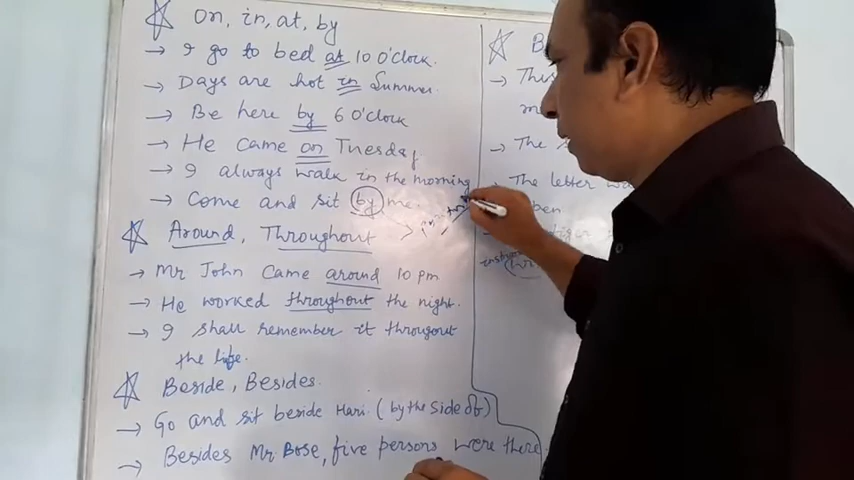 On, in, at, by
→ I go to bed at 10 O'clock.
→ Days are hot in Summer.
→ Be here by 6 O'clock
→ He came on Tuesday.
→ I always walk in the morning
→ Come and sit by me.
Around, Throughout
→ Mr John Came around 10 pm
→ He worked throughout the night.
→ I shall remember it througout
the life.
Beside, Besides.
→ Go and sit beside Hari. (by the Side of)
→ Besides Mr Bose, five persons were there
B
→ This
→ The
→ The letter
pen